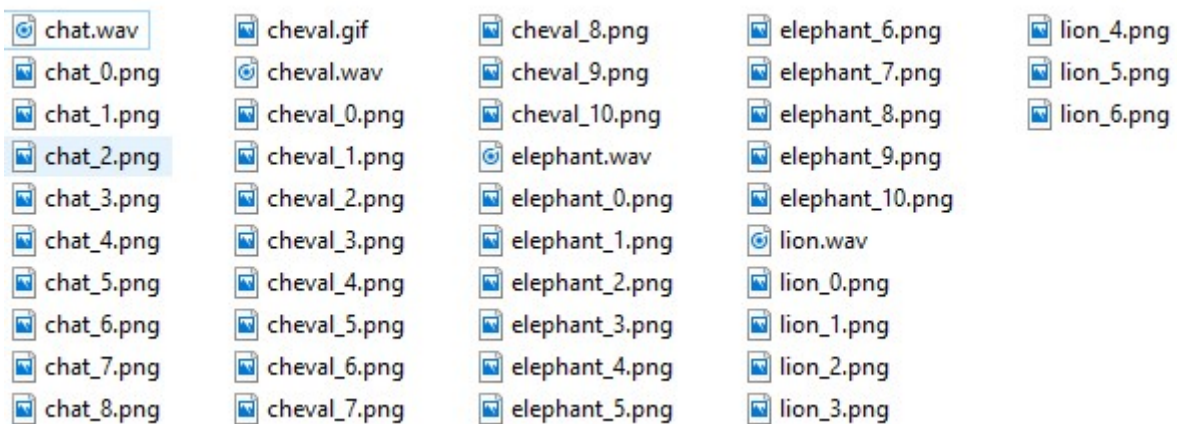 chat.wav
chat_0.png
chat_1.png
chat_2.png
chat_3.png
chat_4.png
chat_5.png
chat_6.png
chat_7.png
chat_8.png
cheval.gif
cheval.wav
cheval_0.png
cheval_1.png
cheval_2.png
cheval_3.png
cheval_4.png
cheval_5.png
cheval_6.png
cheval_7.png
cheval_8.png
cheval_9.png
cheval_10.png
elephant.wav
elephant_0.png
elephant_1.png
elephant_2.png
elephant_3.png
elephant_4.png
elephant_5.png
elephant_6.png
elephant_7.png
elephant_8.png
elephant_9.png
elephant_10.png
lion.wav
lion_0.png
lion_1.png
lion_2.png
lion_3.png
lion_4.png
lion_5.png
lion_6.png